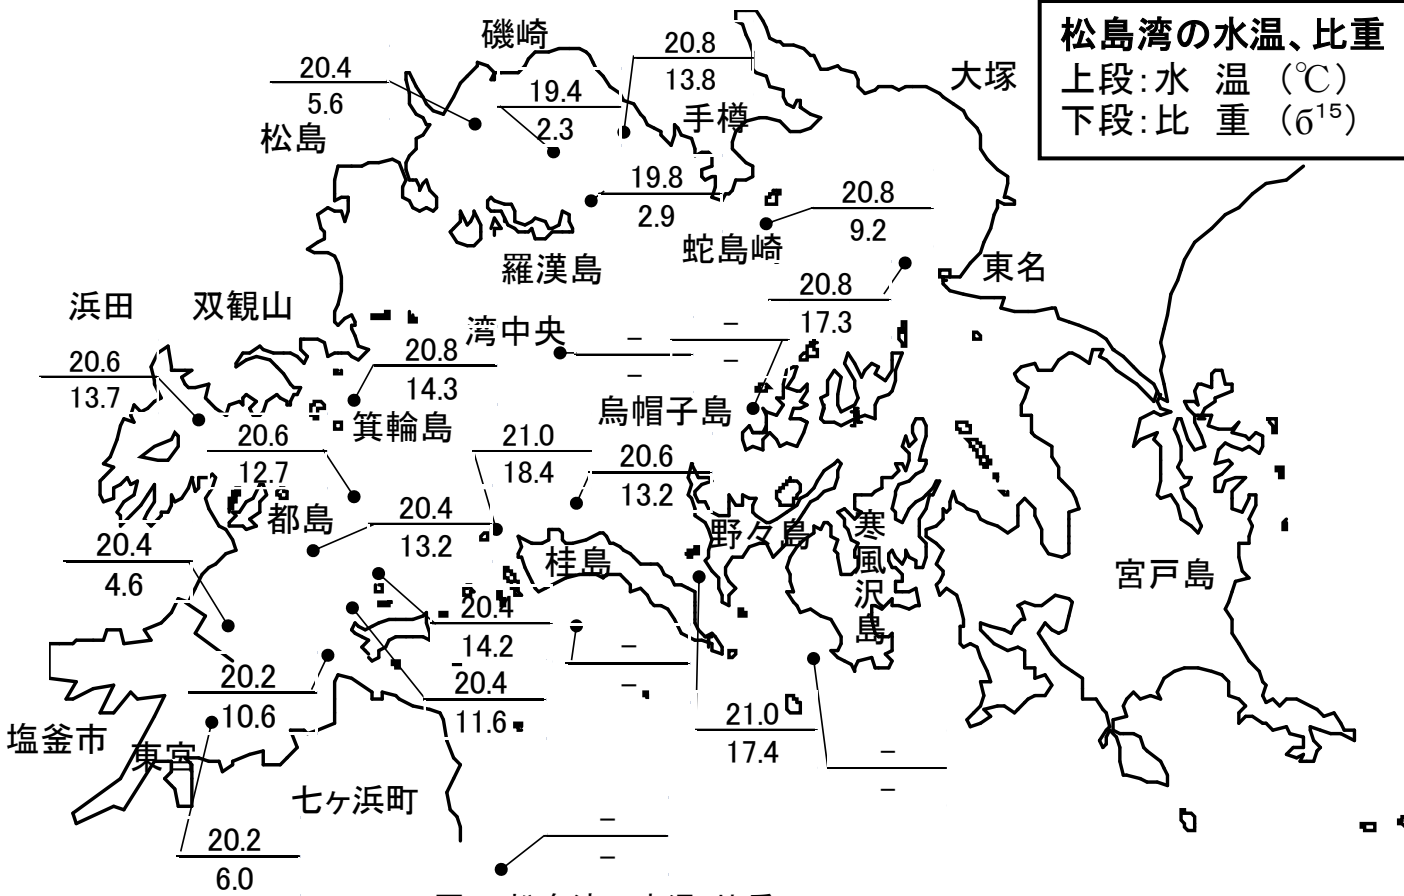 松島湾の水温、比重
上段:水 温 (℃)
下段:比 重 (б¹⁵)
磯崎
20.8
13.8
大塚
20.4
5.6
19.4
2.3
手樽
松島
19.8
2.9
20.8
9.2
蛇島崎
羅漢島
東名
20.8
17.3
浜田
双観山
湾中央
–
–
–
–
20.6
13.7
20.8
14.3
箕輪島
烏帽子島
20.6
12.7
21.0
18.4
20.6
13.2
都島
20.4
13.2
桂島
野々島
寒風沢島
宮戸島
20.4
4.6
20.4
14.2
–
–
20.4
11.6
20.2
10.6
21.0
17.4
塩釜市
東宮
–
–
七ヶ浜町
20.2
6.0
–
–